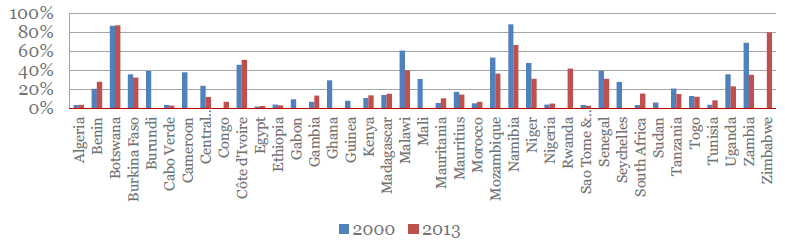 100%
80%
60%
40%
20%
0%
Algeria
Benin
Botswana
Burkina Faso
Burundi
Cabo Verde
Cameroon
Central..
Congo
Côte d'Ivoire
Egypt
Ethiopia
Gabon
Gambia
Ghana
Guinea
Kenya
Madagascar
Malawi
Mali
Mauritania
Mauritius
Morocco
Mozambique
Namibia
Niger
Nigeria
Rwanda
Sao Tome &..
Senegal
Seychelles
South Africa
Sudan
Tanzania
Togo
Tunisia
Uganda
Zambia
Zimbabwe
2000 2013